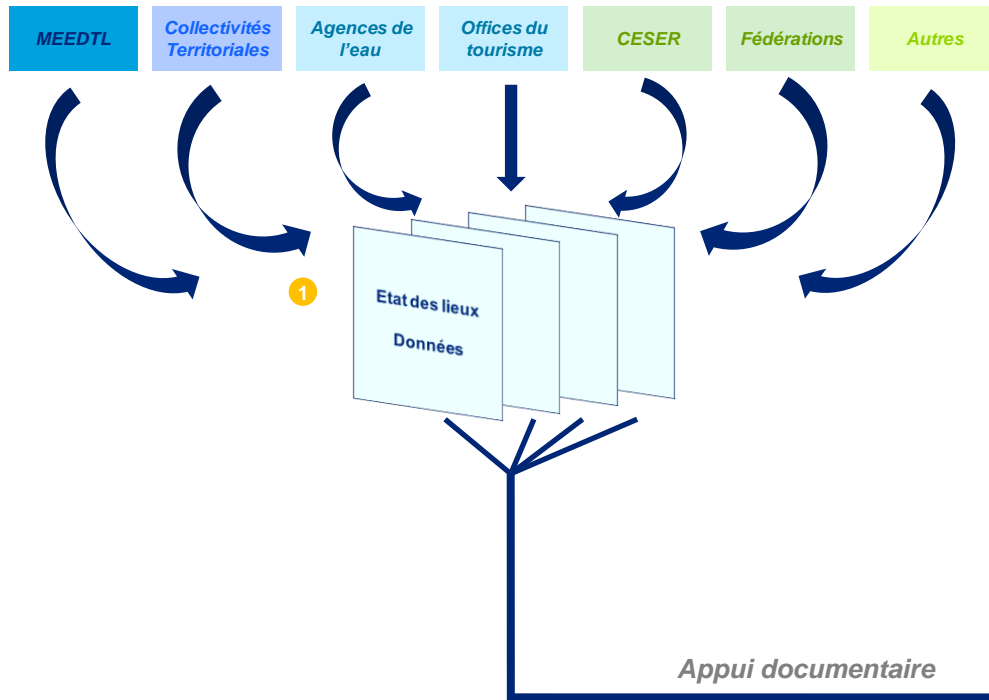 MEEDTL
Collectivités
Territoriales
Agences de
l'eau
Offices du
tourisme
CESER
Fédérations
Autres
1
Etat des lieux
Données
Appui documentaire